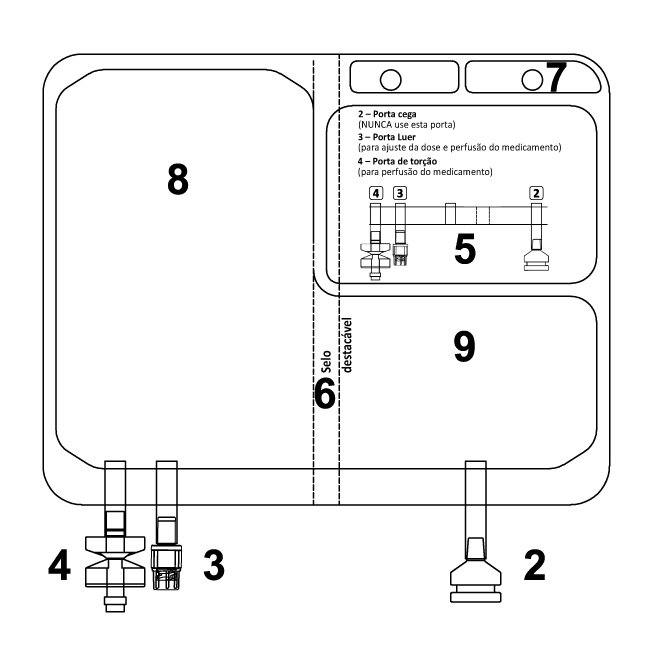 7
2 – Porta cega
(NUNCA use esta porta)
3 – Porta Luer
(para ajuste da dose e perfusão do medicamento)
4 – Porta de torção
(para perfusão do medicamento)
8
4 3 2
5
9
Selo
destacável
6
4
3
2